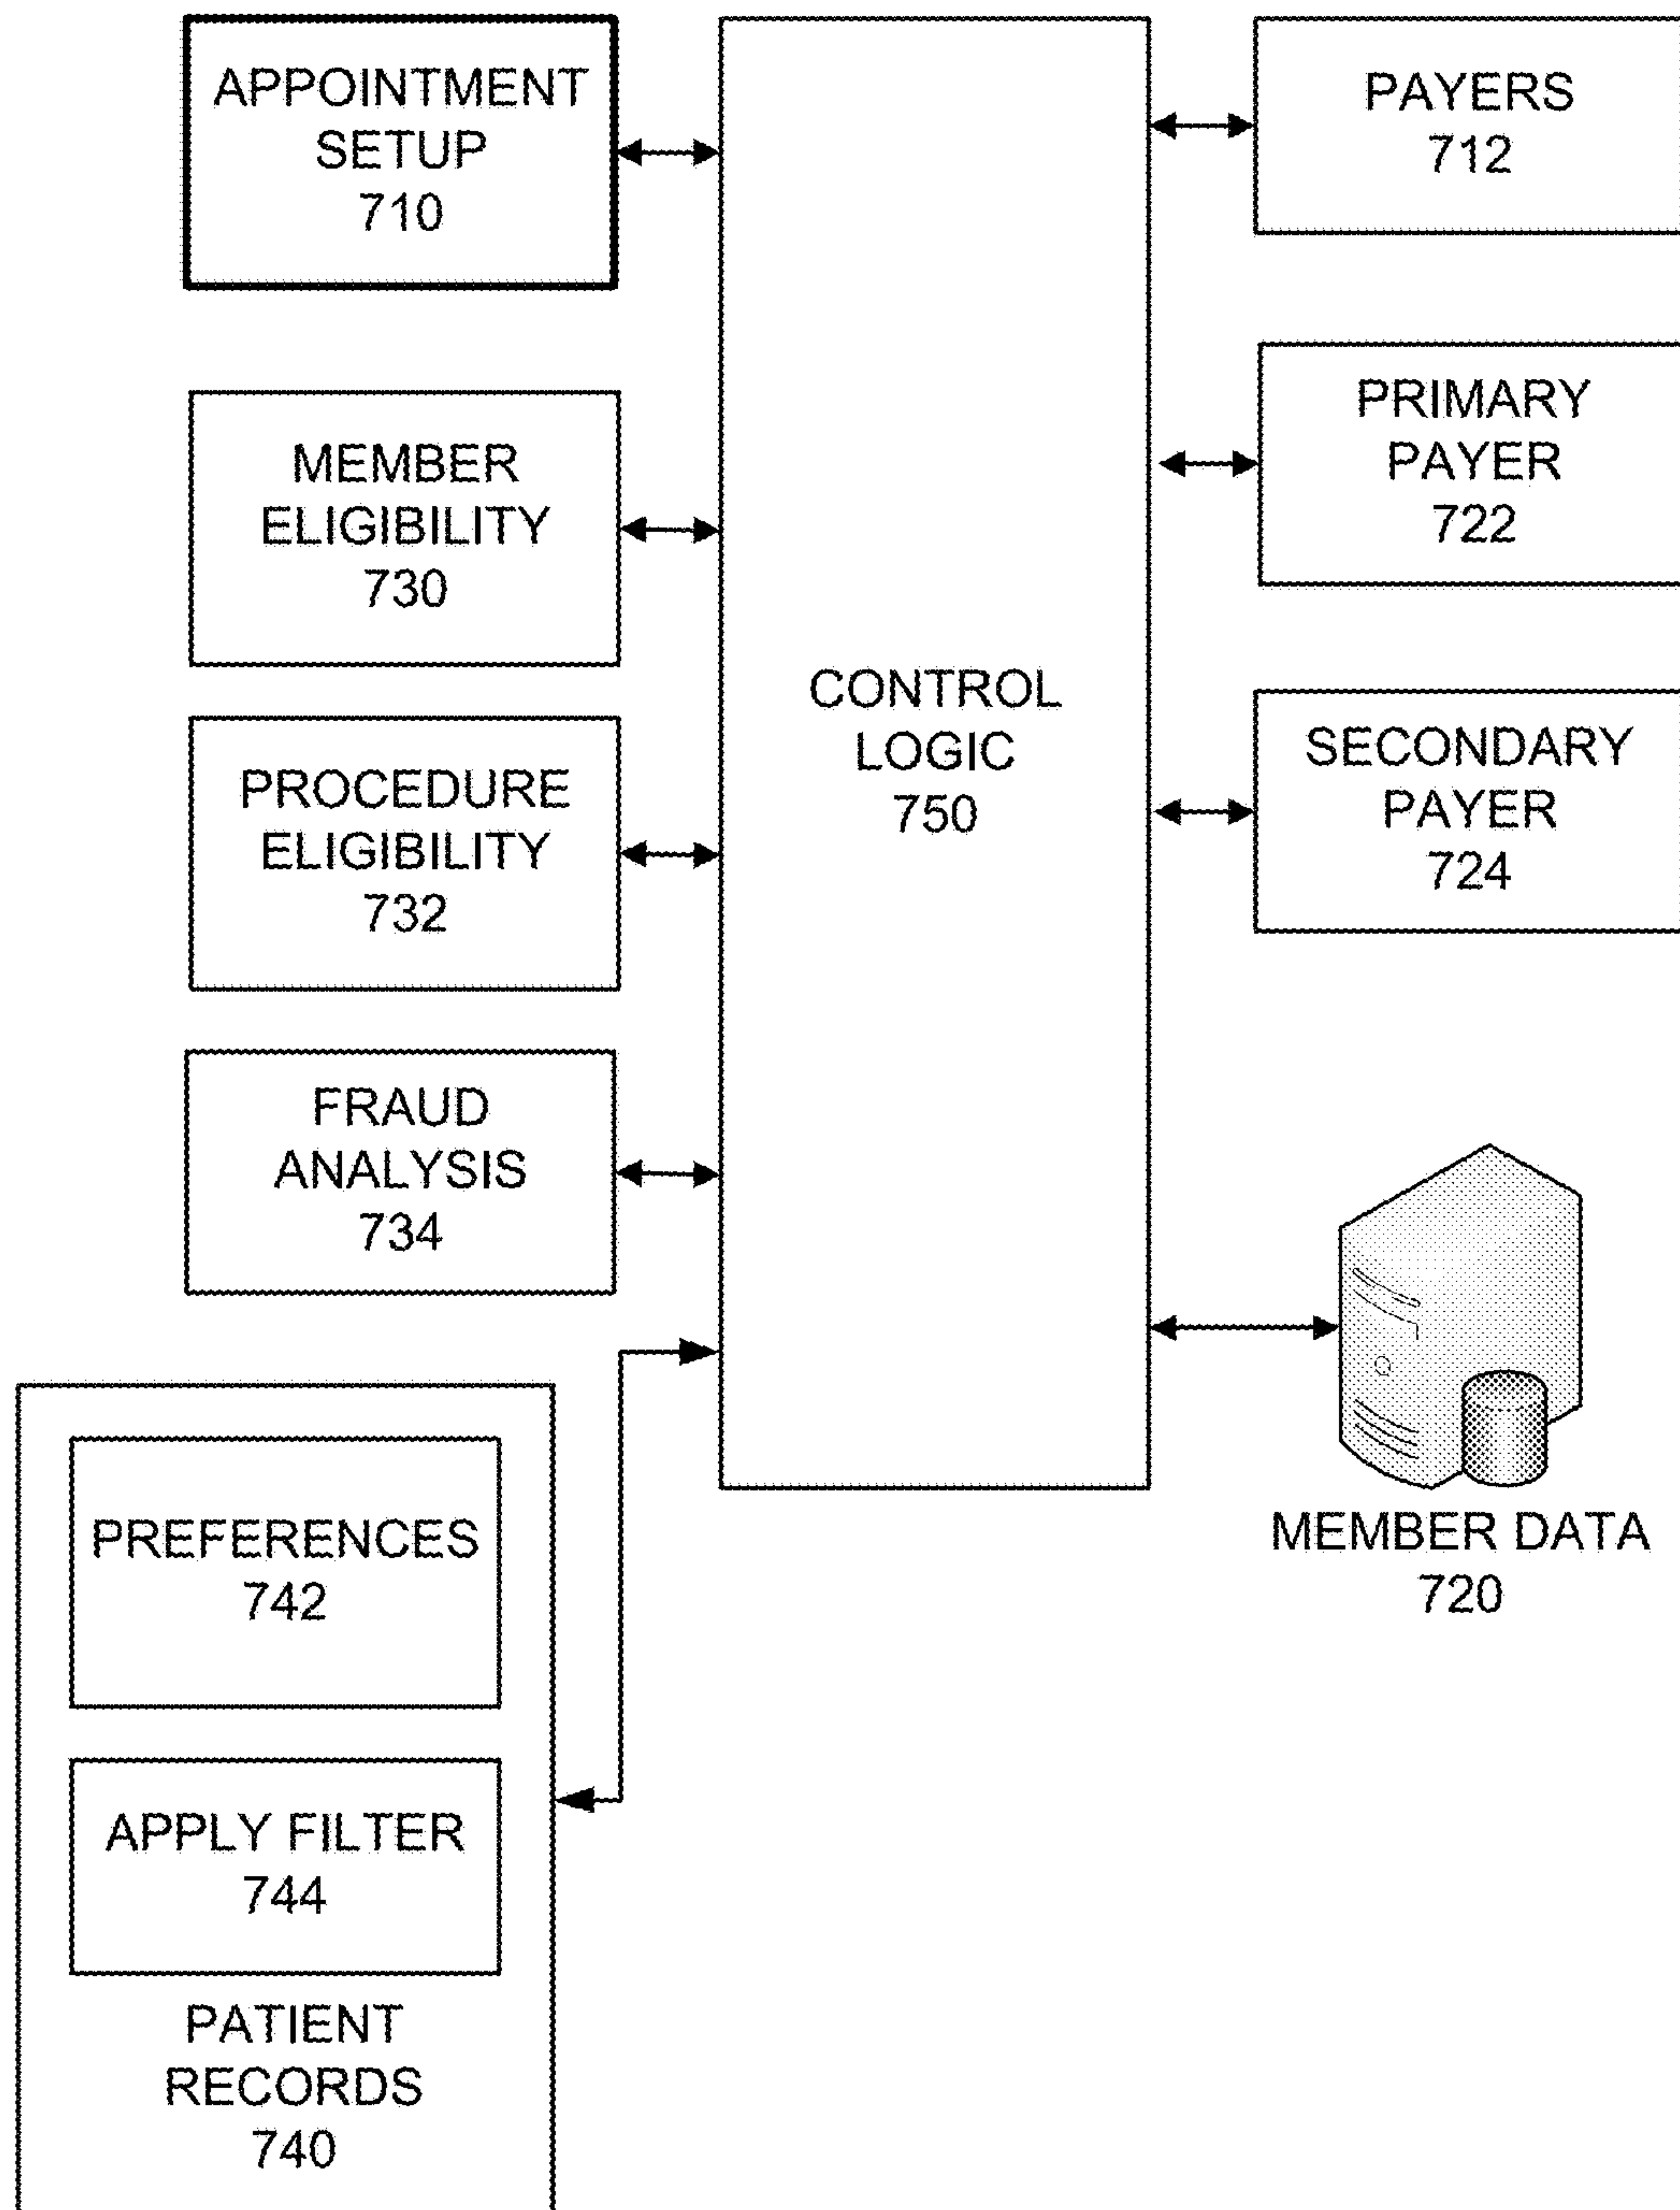 APPOINTMENT
SETUP
710
MEMBER
ELIGIBILITY
730
PROCEDURE
ELIGIBILITY
732
FRAUD
ANALYSIS
734
PREFERENCES
742
APPLY FILTER
744
PATIENT
RECORDS
740
CONTROL
LOGIC
750
PAYERS
712
PRIMARY
PAYER
722
SECONDARY
PAYER
724
MEMBER DATA
720